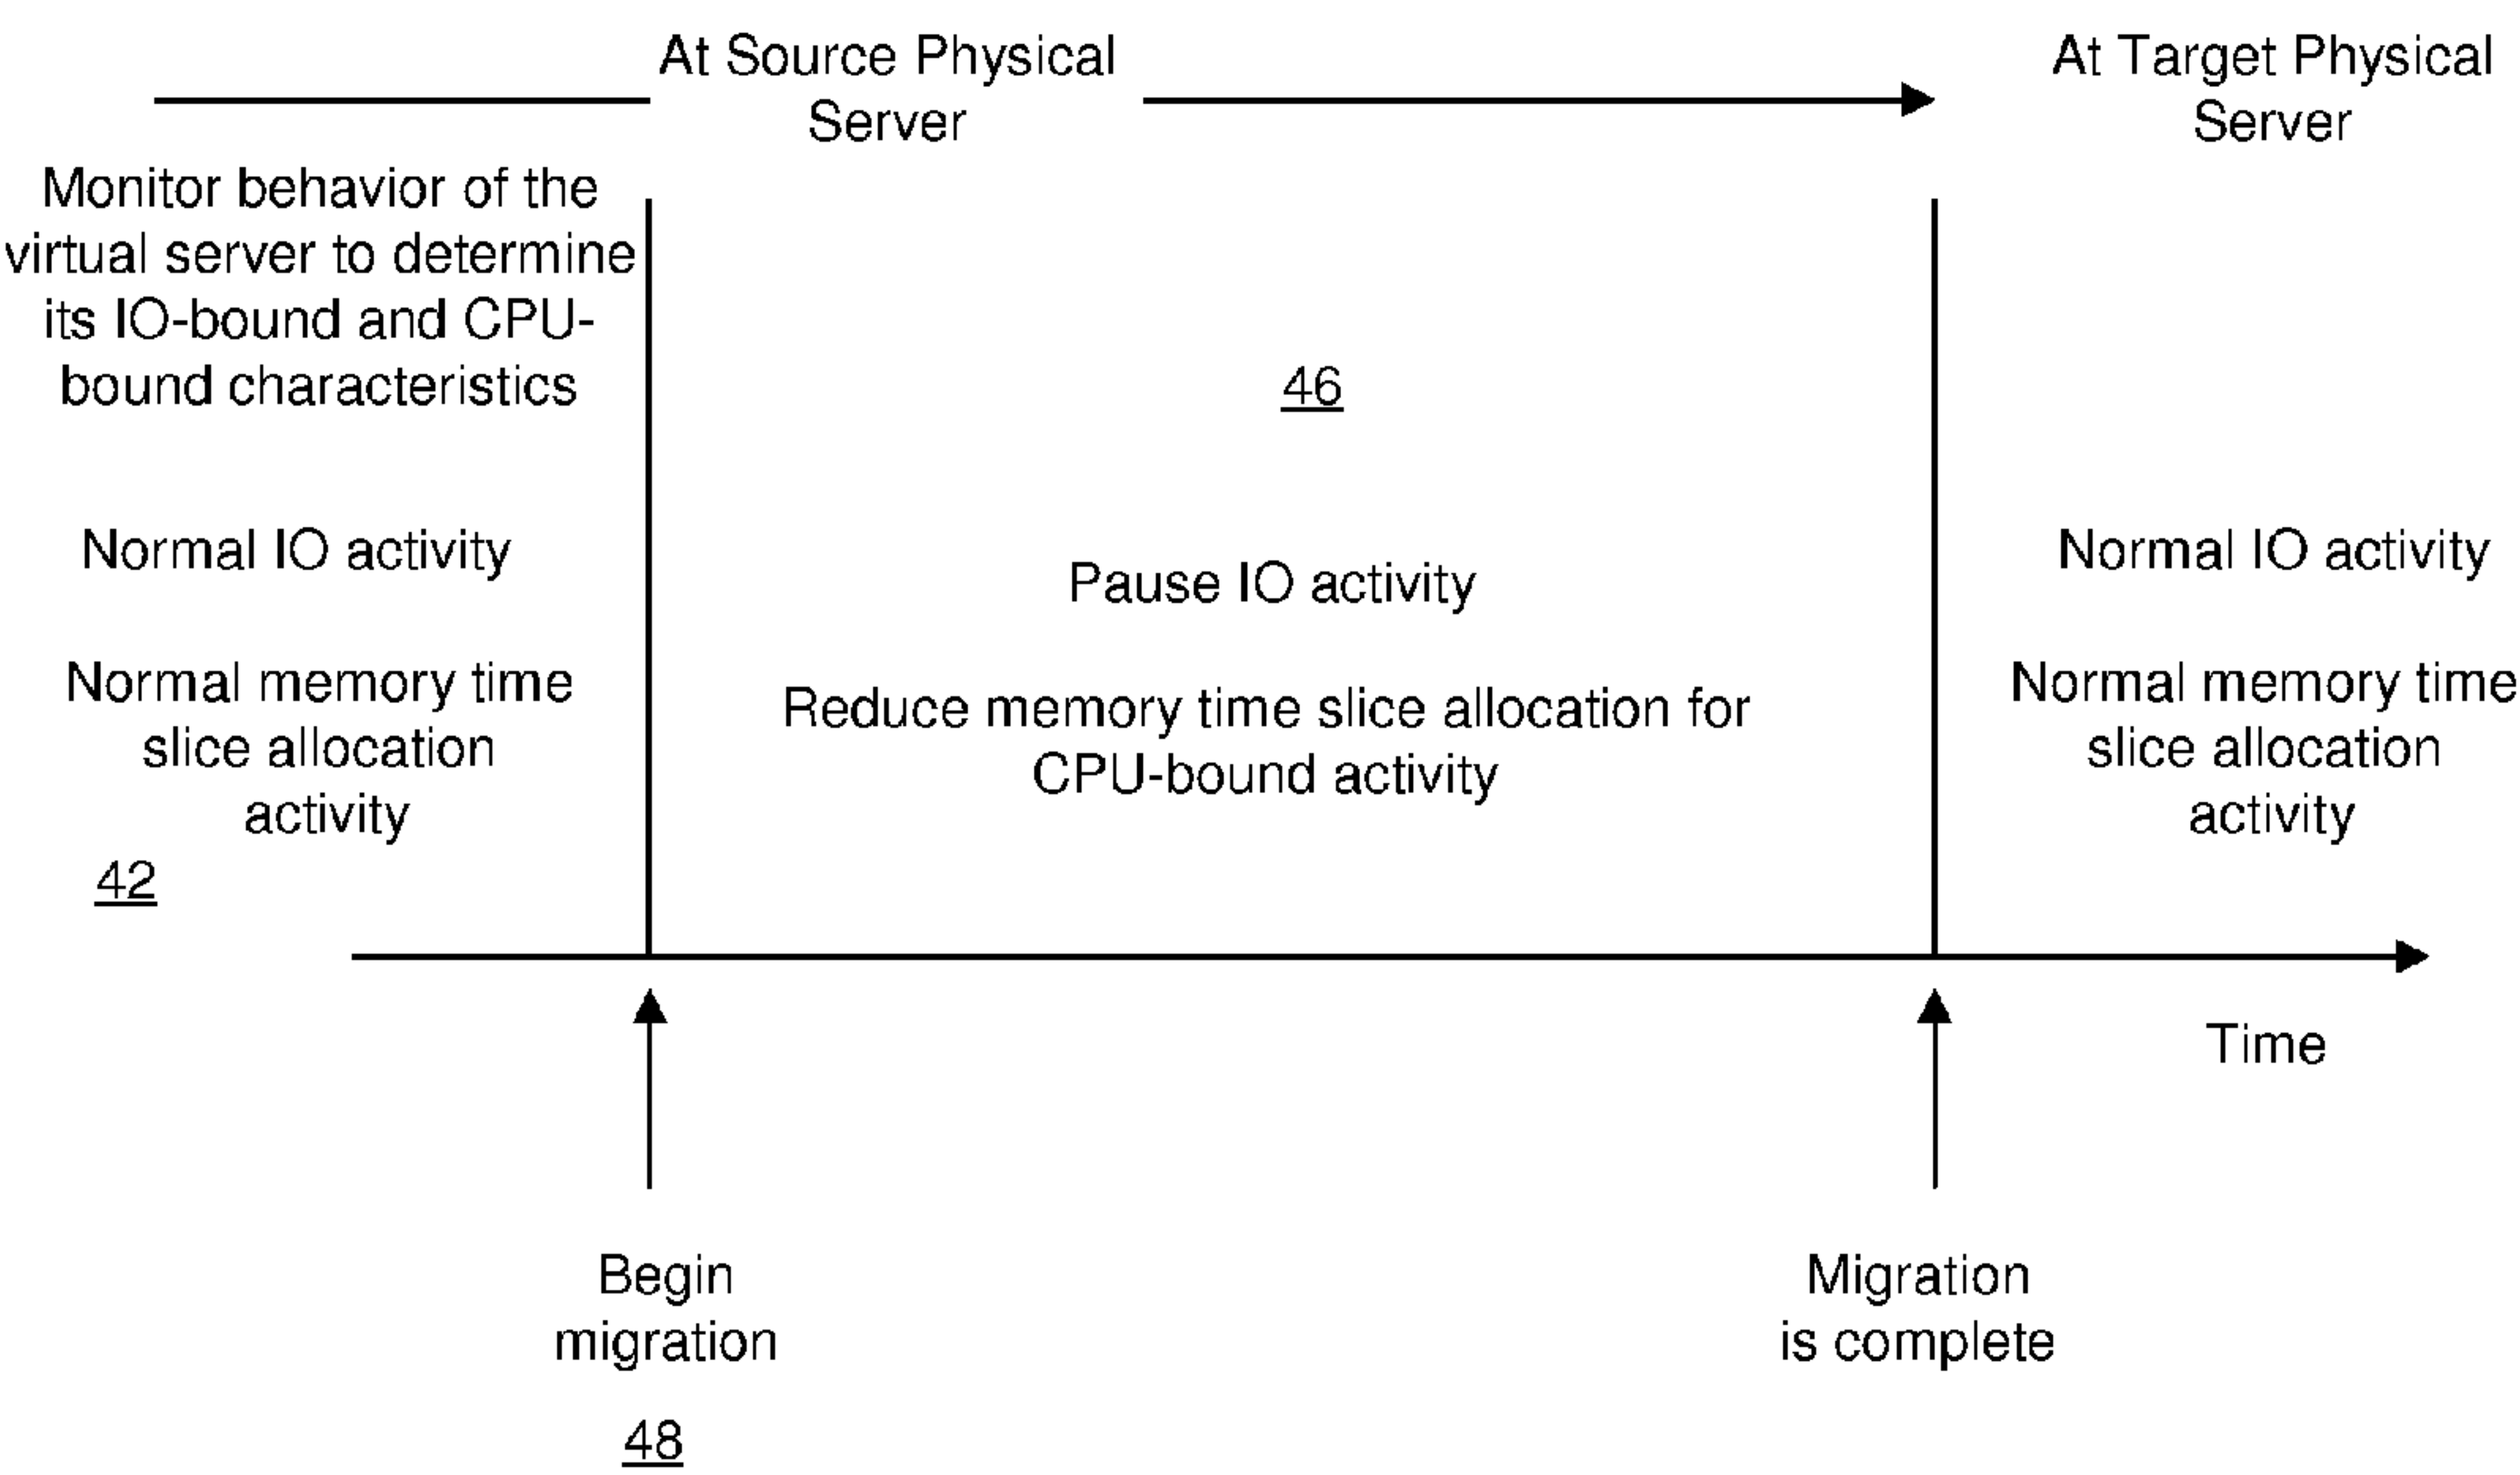 At Source Physical
Server
At Target Physical
Server
Monitor behavior of the
virtual server to determine
its IO-bound and CPU-
bound characteristics
46
Normal IO activity
Pause IO activity
Normal IO activity
Normal memory time
slice allocation
activity
Reduce memory time slice allocation for
CPU-bound activity
Normal memory time
slice allocation
activity
42
Time
Begin
migration
Migration
is complete
48